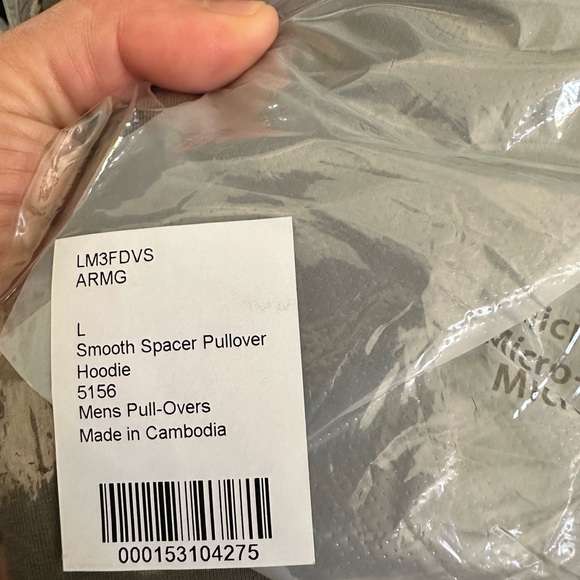 LM3FDVS
ARMG
L
Smooth Spacer Pullover
Hoodie
5156
Mens Pull-Overs
Made in Cambodia
000153104275